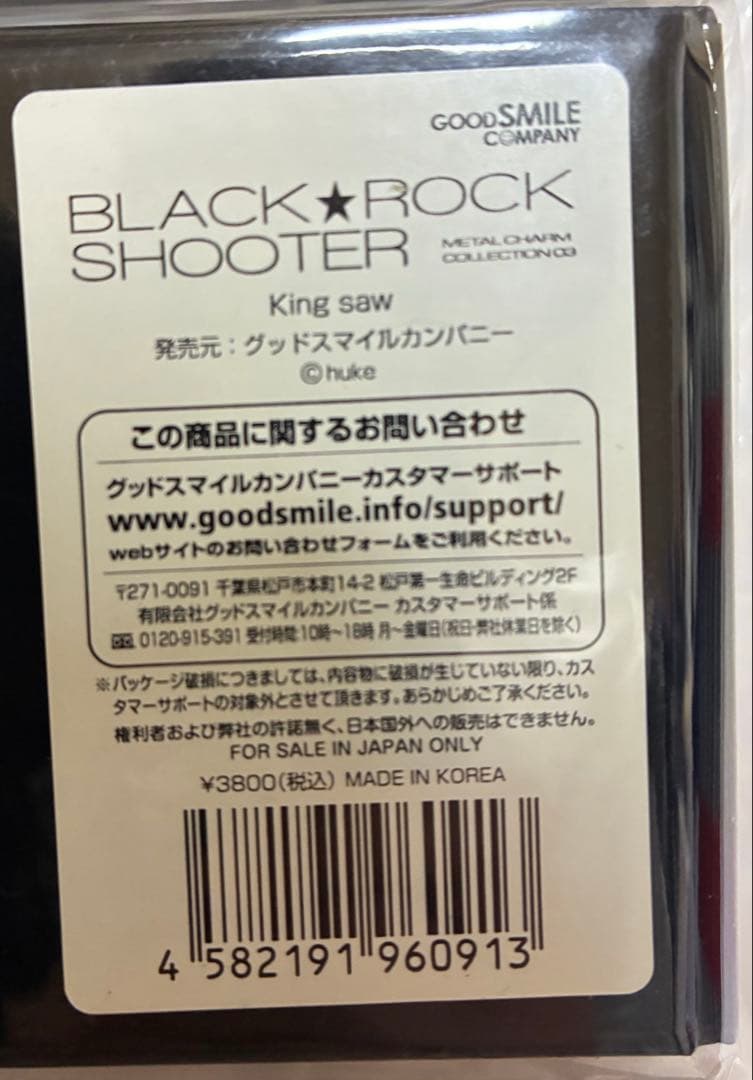 GOODSMILE
COMPANY
BLACK★ROCK
SHOOTER
METAL CHARM
COLLECTION 03
King saw
発売元：グッドスマイルカンパニー
©huke
この商品に関するお問い合わせ
グッドスマイルカンパニーカスタマーサポート
www.goodsmile.info/support/
webサイトのお問い合わせフォームをご利用ください。
〒271-0091 千葉県松戸市本町14-2 松戸第一生命ビルディング2F
有限会社グッドスマイルカンパニー カスタマーサポート係
0120-915-391 受付時間：10時〜18時 月〜金曜日（祝日・弊社休業日を除く）
※パッケージ破損につきましては、内容物に破損が生じていない限り、カス
タマーサポートの対象外とさせて頂きます。あらかじめご了承ください。
権利者および弊社の許諾無く、日本国外への販売はできません。
FOR SALE IN JAPAN ONLY
¥3800（税込） MADE IN KOREA
4 582191 960913